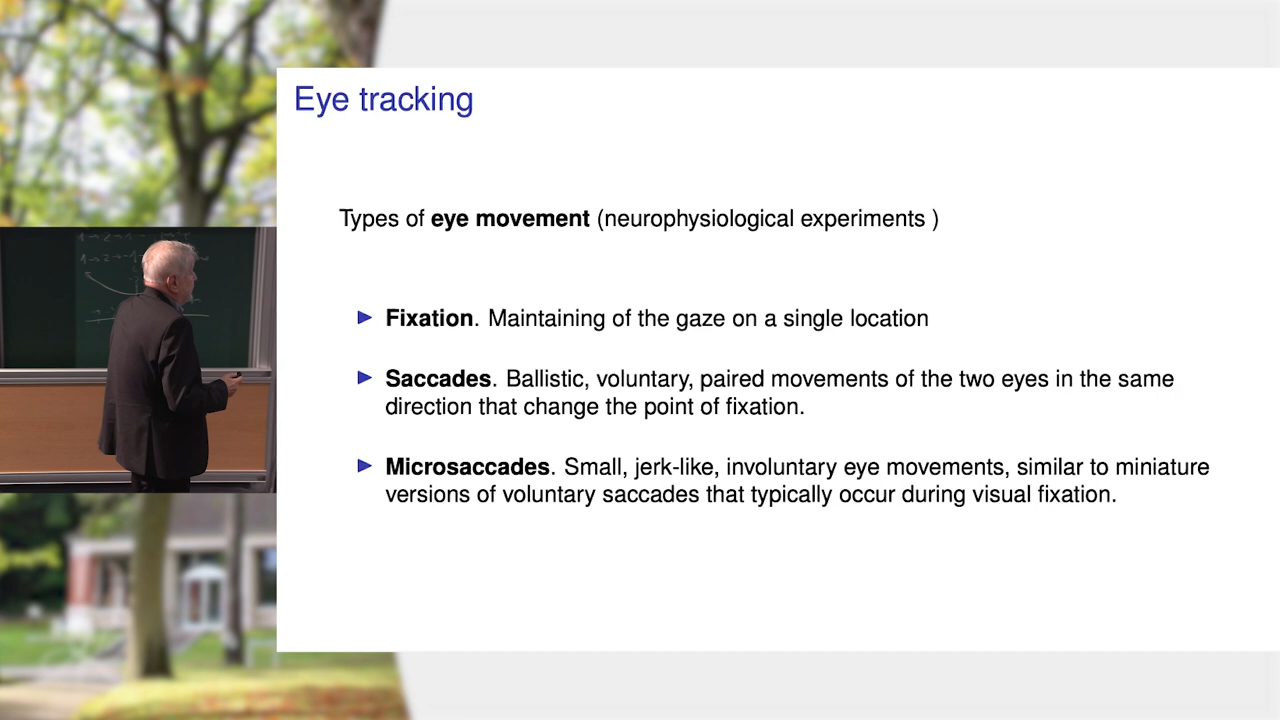 Eye tracking
Types of eye movement (neurophysiological experiments )
Fixation. Maintaining of the gaze on a single location
Saccades. Ballistic, voluntary, paired movements of the two eyes in the same
direction that change the point of fixation.
Microsaccades. Small, jerk-like, involuntary eye movements, similar to miniature
versions of voluntary saccades that typically occur during visual fixation.